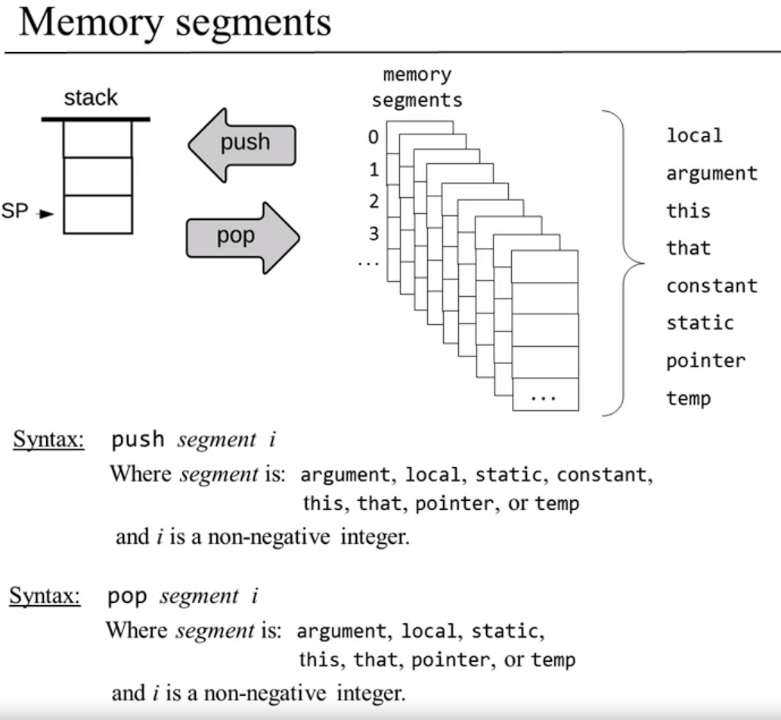 Memory segments
stack
SP
push
pop
memory
segments
0
1
2
3
...
...
local
argument
this
that
constant
static
pointer
temp
Syntax: push segment i
Where segment is: argument, local, static, constant,
this, that, pointer, or temp
and i is a non-negative integer.
Syntax: pop segment i
Where segment is: argument, local, static,
this, that, pointer, or temp
and i is a non-negative integer.